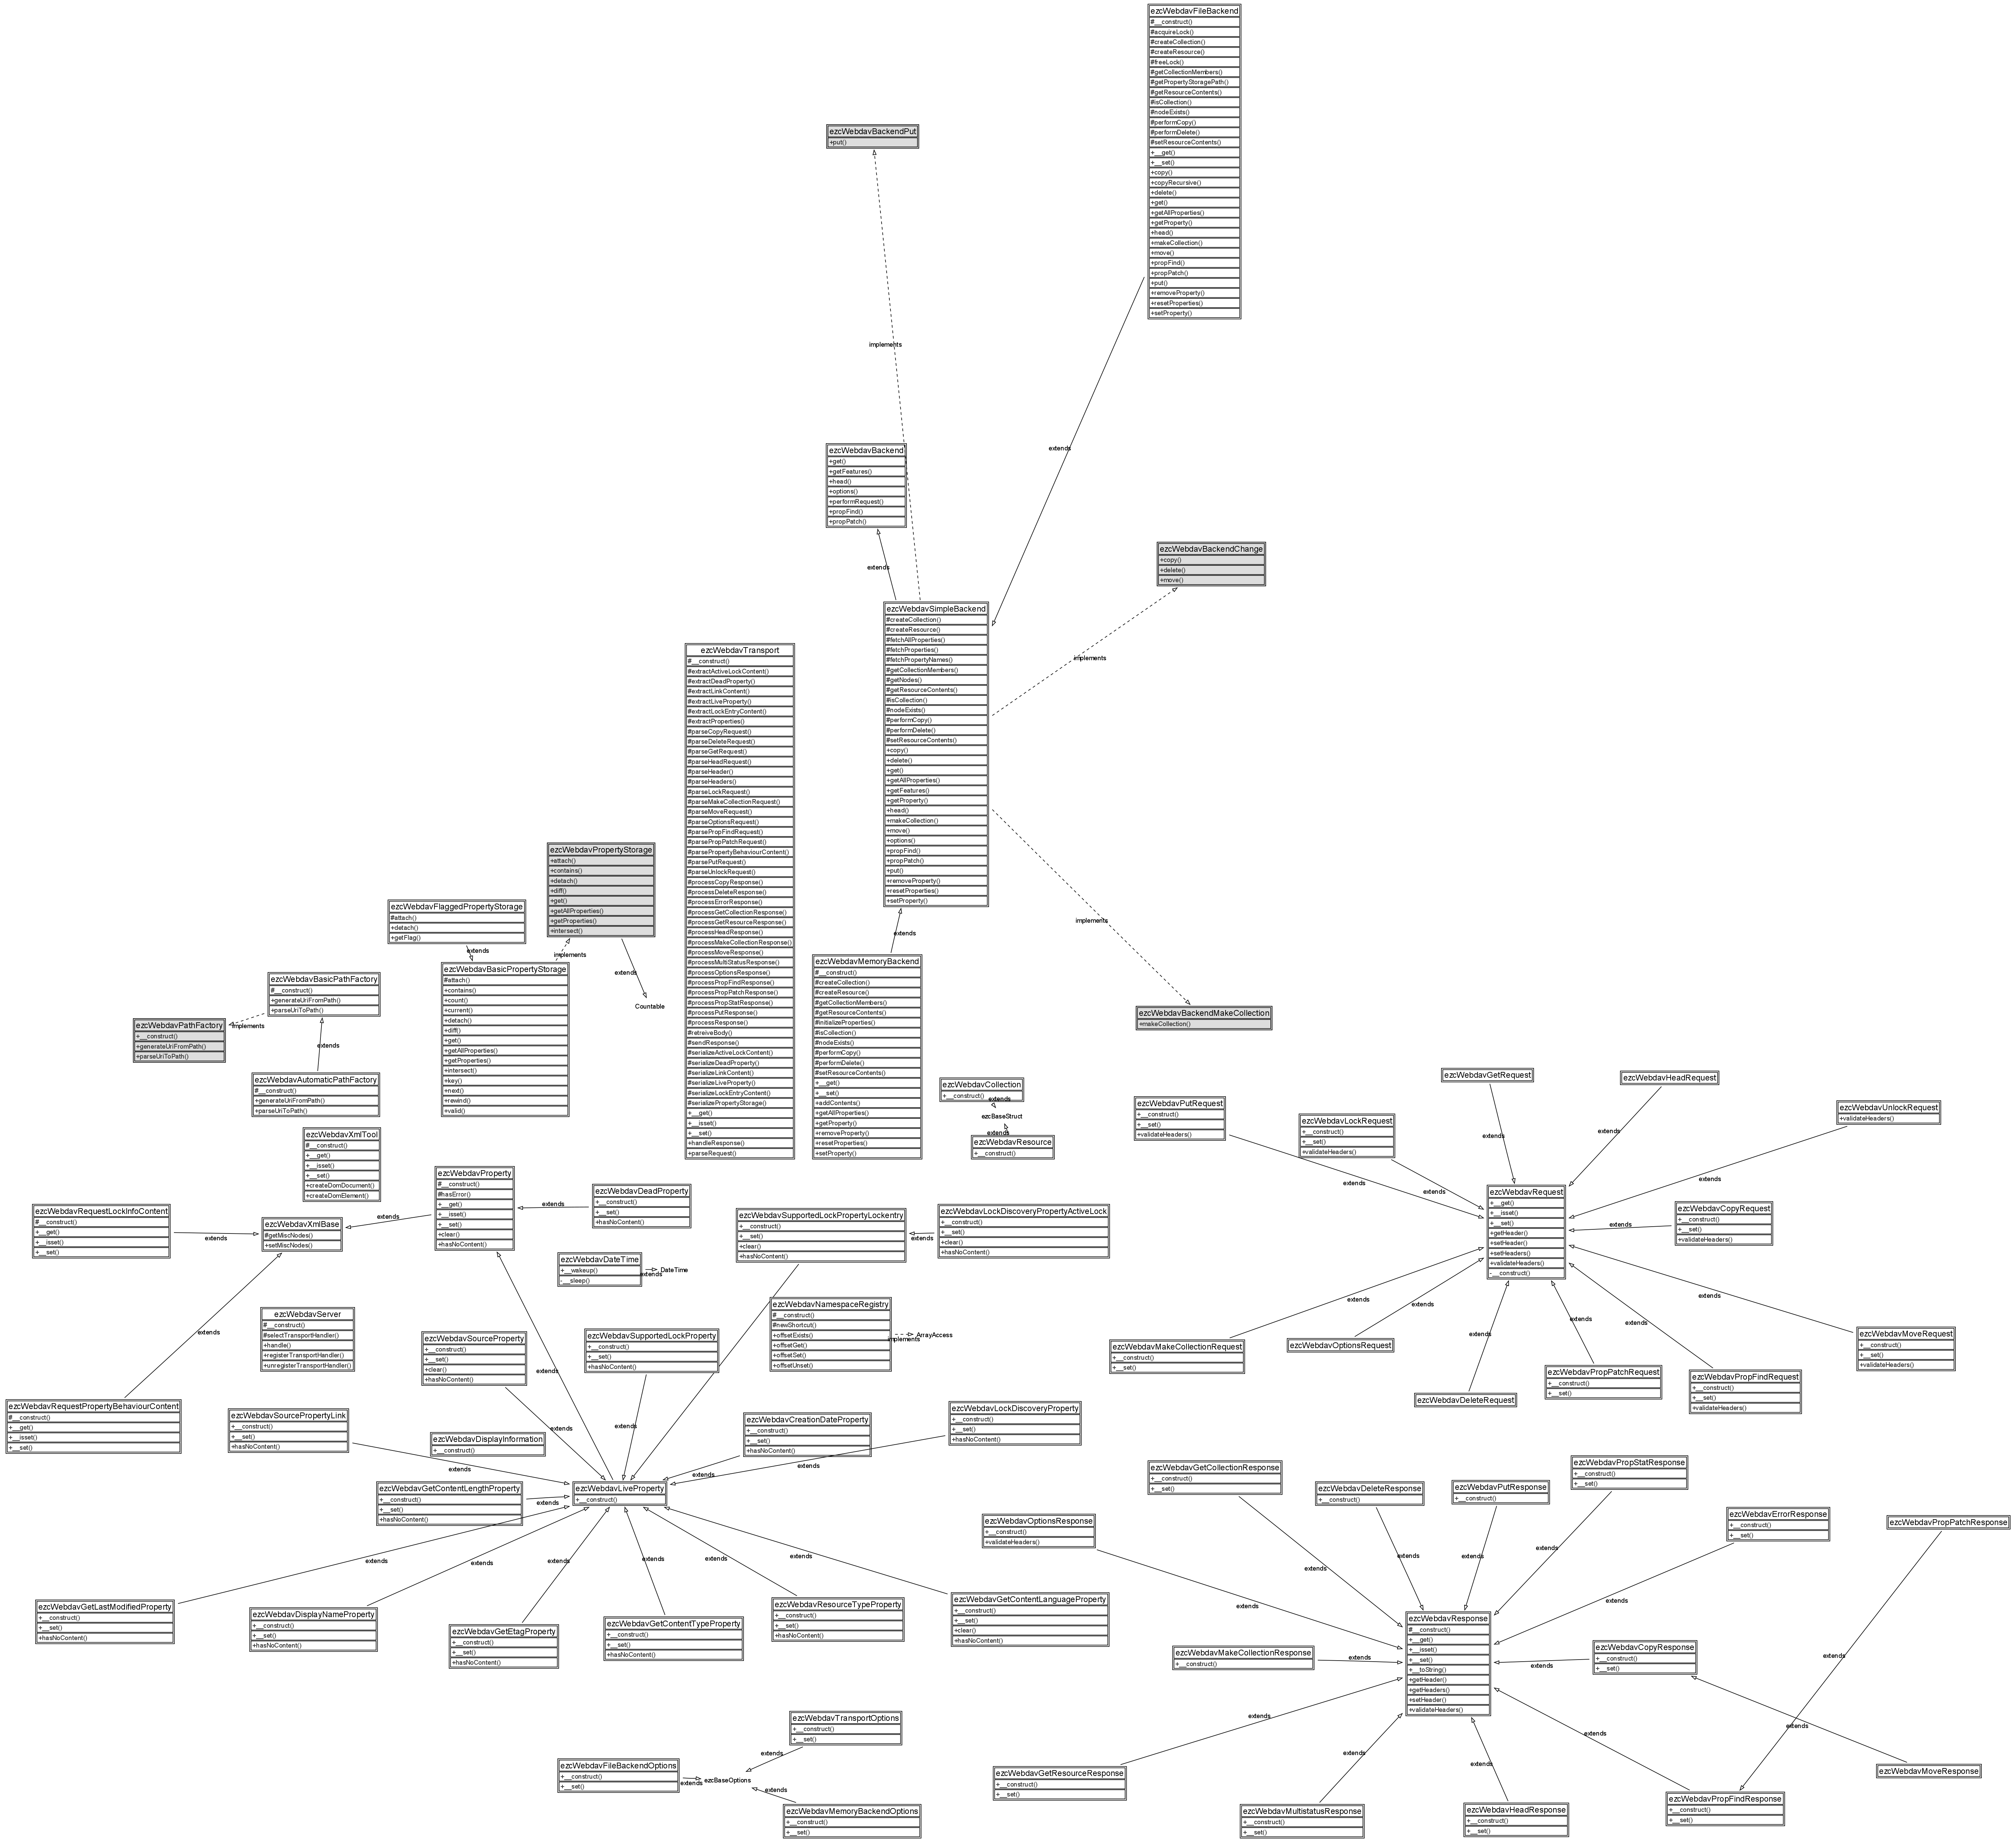 ezcWebdavFileBackend
#__construct()
#acquireLock()
#createCollection()
#createResource()
#freeLock()
#getCollectionMembers()
#getPropertyStoragePath()
#getResourceContents()
#isCollection()
#nodeExists()
#performCopy()
#performDelete()
#setResourceContents()
+__get()
+__set()
+copy()
+copyRecursive()
+delete()
+get()
+getAllProperties()
+getProperty()
+head()
+makeCollection()
+move()
+propFind()
+propPatch()
+put()
+removeProperty()
+resetProperties()
+setProperty()
ezcWebdavBackendPut
+put()
implements
extends
ezcWebdavBackend
+get()
+getFeatures()
+head()
+options()
+performRequest()
+propFind()
+propPatch()
extends
ezcWebdavBackendChange
+copy()
+delete()
+move()
implements
ezcWebdavSimpleBackend
#createCollection()
#createResource()
#fetchAllProperties()
#fetchProperties()
#fetchPropertyNames()
#getCollectionMembers()
#getNodes()
#getResourceContents()
#isCollection()
#nodeExists()
#performCopy()
#performDelete()
#setResourceContents()
+copy()
+delete()
+get()
+getAllProperties()
+getFeatures()
+getProperty()
+head()
+makeCollection()
+move()
+options()
+propFind()
+propPatch()
+put()
+removeProperty()
+resetProperties()
+setProperty()
ezcWebdavTransport
#__construct()
#extractActiveLockContent()
#extractDeadProperty()
#extractLinkContent()
#extractLiveProperty()
#extractLockEntryContent()
#extractProperties()
#parseCopyRequest()
#parseDeleteRequest()
#parseGetRequest()
#parseHeadRequest()
#parseHeader()
#parseHeaders()
#parseLockRequest()
#parseMakeCollectionRequest()
#parseMoveRequest()
#parseOptionsRequest()
#parsePropFindRequest()
#parsePropPatchRequest()
#parsePropertyBehaviourContent()
#parsePutRequest()
#parseUnlockRequest()
#processCopyResponse()
#processDeleteResponse()
#processErrorResponse()
#processGetCollectionResponse()
#processGetResourceResponse()
#processHeadResponse()
#processMakeCollectionResponse()
#processMoveResponse()
#processMultiStatusResponse()
#processOptionsResponse()
#processPropFindResponse()
#processPropPatchResponse()
#processPropStatResponse()
#processPutResponse()
#processResponse()
#retreiveBody()
#sendResponse()
#serializeActiveLockContent()
#serializeDeadProperty()
#serializeLinkContent()
#serializeLiveProperty()
#serializeLockEntryContent()
#serializePropertyStorage()
+__get()
+__isset()
+__set()
+handleResponse()
+parseRequest()
ezcWebdavPropertyStorage
+attach()
+contains()
+detach()
+diff()
+get()
+getAllProperties()
+getProperties()
+intersect()
ezcWebdavFlaggedPropertyStorage
#attach()
+detach()
+getFlag()
extends
implements
extends
Countable
ezcWebdavBasicPropertyStorage
#attach()
+contains()
+count()
+current()
+detach()
+diff()
+get()
+getAllProperties()
+getProperties()
+intersect()
+key()
+next()
+rewind()
+valid()
ezcWebdavBasicPathFactory
#__construct()
+generateUriFromPath()
+parseUriToPath()
implements
ezcWebdavPathFactory
+__construct()
+generateUriFromPath()
+parseUriToPath()
extends
ezcWebdavAutomaticPathFactory
#__construct()
+generateUriFromPath()
+parseUriToPath()
extends
ezcWebdavMemoryBackend
#__construct()
#createCollection()
#createResource()
#getCollectionMembers()
#getResourceContents()
#initializeProperties()
#isCollection()
#nodeExists()
#performCopy()
#performDelete()
#setResourceContents()
+__get()
+__set()
+addContents()
+getAllProperties()
+getProperty()
+removeProperty()
+resetProperties()
+setProperty()
implements
ezcWebdavBackendMakeCollection
+makeCollection()
ezcWebdavCollection
+__construct()
extends
ezcBaseStruct
extends
ezcWebdavResource
+__construct()
ezcWebdavXmlTool
#__construct()
+__get()
+__isset()
+__set()
+createDomDocument()
+createDomElement()
ezcWebdavGetRequest
ezcWebdavHeadRequest
ezcWebdavPutRequest
+__construct()
+__set()
+validateHeaders()
ezcWebdavLockRequest
+__construct()
+__set()
+validateHeaders()
ezcWebdavUnlockRequest
+validateHeaders()
extends
extends
extends
extends
extends
ezcWebdavRequest
+__get()
+__isset()
+__set()
+getHeader()
+setHeader()
+setHeaders()
+validateHeaders()
-__construct()
ezcWebdavCopyRequest
+__construct()
+__set()
+validateHeaders()
extends
extends
extends
extends
extends
extends
extends
ezcWebdavMakeCollectionRequest
+__construct()
+__set()
ezcWebdavOptionsRequest
ezcWebdavDeleteRequest
ezcWebdavPropPatchRequest
+__construct()
+__set()
ezcWebdavPropFindRequest
+__construct()
+__set()
+validateHeaders()
ezcWebdavMoveRequest
+__construct()
+__set()
+validateHeaders()
ezcWebdavProperty
#__construct()
#hasError()
+__get()
+__isset()
+__set()
+clear()
+hasNoContent()
extends
ezcWebdavDeadProperty
+__construct()
+__set()
+hasNoContent()
extends
ezcWebdavRequestLockInfoContent
#__construct()
+__get()
+__isset()
+__set()
extends
ezcWebdavXmlBase
#getMiscNodes()
+setMiscNodes()
ezcWebdavSupportedLockPropertyLockentry
+__construct()
+__set()
+clear()
+hasNoContent()
extends
ezcWebdavLockDiscoveryPropertyActiveLock
+__construct()
+__set()
+clear()
+hasNoContent()
ezcWebdavDateTime
+__wakeup()
-__sleep()
extends
DateTime
ezcWebdavNamespaceRegistry
#__construct()
#newShortcut()
+offsetExists()
+offsetGet()
+offsetSet()
+offsetUnset()
implements
ArrayAccess
ezcWebdavServer
#__construct()
#selectTransportHandler()
+handle()
+registerTransportHandler()
+unregisterTransportHandler()
extends
ezcWebdavSourceProperty
+__construct()
+__set()
+clear()
+hasNoContent()
extends
ezcWebdavSupportedLockProperty
+__construct()
+__set()
+hasNoContent()
ezcWebdavRequestPropertyBehaviourContent
#__construct()
+__get()
+__isset()
+__set()
ezcWebdavSourcePropertyLink
+__construct()
+__set()
+hasNoContent()
ezcWebdavDisplayInformation
+__construct()
ezcWebdavCreationDateProperty
+__construct()
+__set()
+hasNoContent()
ezcWebdavLockDiscoveryProperty
+__construct()
+__set()
+hasNoContent()
extends
extends
extends
extends
extends
ezcWebdavGetContentLengthProperty
+__construct()
+__set()
+hasNoContent()
extends
ezcWebdavLiveProperty
+__construct()
extends
extends
extends
extends
extends
extends
ezcWebdavGetLastModifiedProperty
+__construct()
+__set()
+hasNoContent()
ezcWebdavDisplayNameProperty
+__construct()
+__set()
+hasNoContent()
ezcWebdavGetEtagProperty
+__construct()
+__set()
+hasNoContent()
ezcWebdavGetContentTypeProperty
+__construct()
+__set()
+hasNoContent()
ezcWebdavResourceTypeProperty
+__construct()
+__set()
+hasNoContent()
ezcWebdavGetContentLanguageProperty
+__construct()
+__set()
+clear()
+hasNoContent()
ezcWebdavGetCollectionResponse
+__construct()
+__set()
ezcWebdavDeleteResponse
+__construct()
ezcWebdavPutResponse
+__construct()
ezcWebdavPropStatResponse
+__construct()
+__set()
ezcWebdavOptionsResponse
+__construct()
+validateHeaders()
ezcWebdavErrorResponse
+__construct()
+__set()
ezcWebdavPropPatchResponse
extends
extends
extends
extends
extends
extends
ezcWebdavResponse
#__construct()
+__get()
+__isset()
+__set()
+__toString()
+getHeader()
+getHeaders()
+setHeader()
+validateHeaders()
ezcWebdavMakeCollectionResponse
+__construct()
extends
extends
ezcWebdavCopyResponse
+__construct()
+__set()
extends
extends
extends
extends
extends
extends
extends
ezcWebdavGetResourceResponse
+__construct()
+__set()
ezcWebdavMultistatusResponse
+__construct()
+__set()
ezcWebdavHeadResponse
+__construct()
+__set()
ezcWebdavPropFindResponse
+__construct()
+__set()
ezcWebdavMoveResponse
ezcWebdavTransportOptions
+__construct()
+__set()
extends
ezcWebdavFileBackendOptions
+__construct()
+__set()
extends
ezcBaseOptions
extends
ezcWebdavMemoryBackendOptions
+__construct()
+__set()